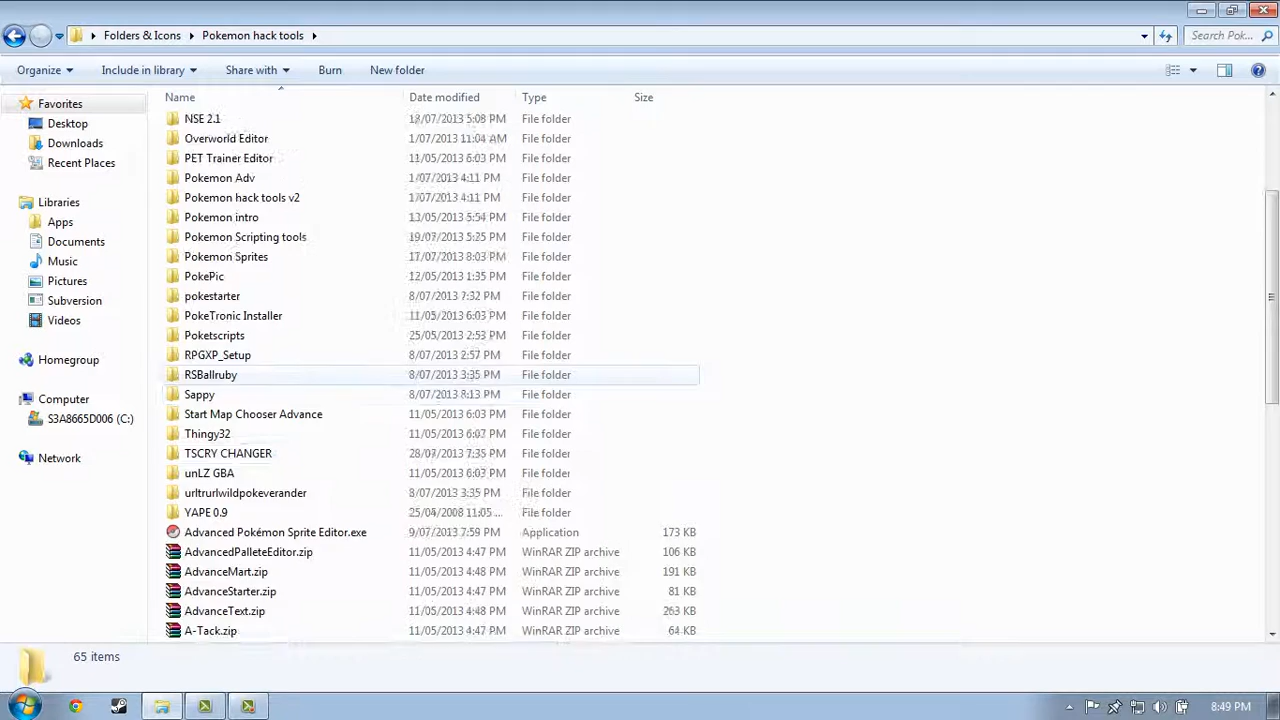 Folders & Icons Pokemon hack tools Search Pok...
Organize Include in library Share with Burn New folder
Favorites
Desktop
Downloads
Recent Places
Libraries
Apps
Documents
Music
Pictures
Subversion
Videos
Homegroup
Computer
S3A8665D006 (C:)
Network
Name Date modified Type Size
NSE 2.1 18/07/2013 5:08 PM File folder
Overworld Editor 1/07/2013 11:04 AM File folder
PET Trainer Editor 11/05/2013 6:03 PM File folder
Pokemon Adv 1/07/2013 4:11 PM File folder
Pokemon hack tools v2 1/07/2013 4:11 PM File folder
Pokemon intro 13/05/2013 5:54 PM File folder
Pokemon Scripting tools 19/07/2013 5:25 PM File folder
Pokemon Sprites 17/07/2013 8:03 PM File folder
PokePic 12/05/2013 1:35 PM File folder
pokestarter 8/07/2013 7:32 PM File folder
PokeTronic Installer 11/05/2013 6:03 PM File folder
Poketscripts 25/05/2013 2:53 PM File folder
RPGXP_Setup 8/07/2013 2:57 PM File folder
RSBallruby 8/07/2013 3:35 PM File folder
Sappy 8/07/2013 8:13 PM File folder
Start Map Chooser Advance 11/05/2013 6:03 PM File folder
Thingy32 11/05/2013 6:07 PM File folder
TSCRY CHANGER 28/07/2013 7:35 PM File folder
unLZ GBA 11/05/2013 6:03 PM File folder
urltrurlwildpokeverander 8/07/2013 3:35 PM File folder
YAPE 0.9 25/04/2008 11:05 ... File folder
Advanced Pokémon Sprite Editor.exe 9/07/2013 7:59 PM Application 173 KB
AdvancedPalleteEditor.zip 11/05/2013 4:47 PM WinRAR ZIP archive 106 KB
AdvanceMart.zip 11/05/2013 4:48 PM WinRAR ZIP archive 191 KB
AdvanceStarter.zip 11/05/2013 4:47 PM WinRAR ZIP archive 81 KB
AdvanceText.zip 11/05/2013 4:48 PM WinRAR ZIP archive 263 KB
A-Tack.zip 11/05/2013 4:47 PM WinRAR ZIP archive 64 KB
65 items
8:49 PM